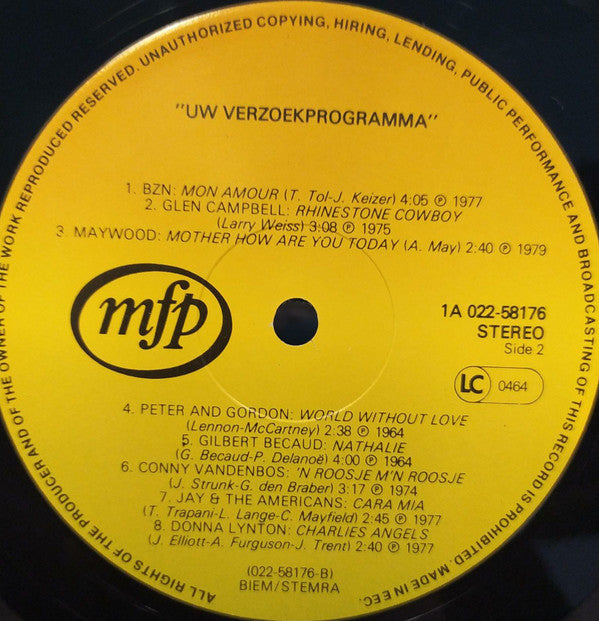 ALL RIGHTS OF THE PRODUCER AND OF THE OWNER OF THE WORK REPRODUCED RESERVED. UNAUTHORIZED COPYING, HIRING, LENDING, PUBLIC PERFORMANCE AND BROADCASTING OF THIS RECORD IS PROHIBITED. MADE IN EEC.
"UW VERZOEKPROGRAMMA"
1. BZN: MON AMOUR (T. Tol-J. Keizer) 4:05 ℗ 1977
2. GLEN CAMPBELL: RHINESTONE COWBOY
(Larry Weiss) 3:08 ℗ 1975
3. MAYWOOD: MOTHER HOW ARE YOU TODAY (A. May) 2:40 ℗ 1979
mfp
1A 022-58176
STEREO
Side 2
LC 0464
4. PETER AND GORDON: WORLD WITHOUT LOVE
(Lennon-McCartney) 2:38 ℗ 1964
5. GILBERT BECAUD: NATHALIE
(G. Becaud-P. Delanoë) 4:00 ℗ 1964
6. CONNY VANDENBOS: 'N ROOSJE M'N ROOSJE
(J. Strunk-G. den Braber) 3:17 ℗ 1974
7. JAY & THE AMERICANS: CARA MIA
(T. Trapani-L. Lange-C. Mayfield) 2:45 ℗ 1977
8. DONNA LYNTON: CHARLIES ANGELS
(J. Elliott-A. Furguson-J. Trent) 2:40 ℗ 1977
(022-58176-B)
BIEM/STEMRA